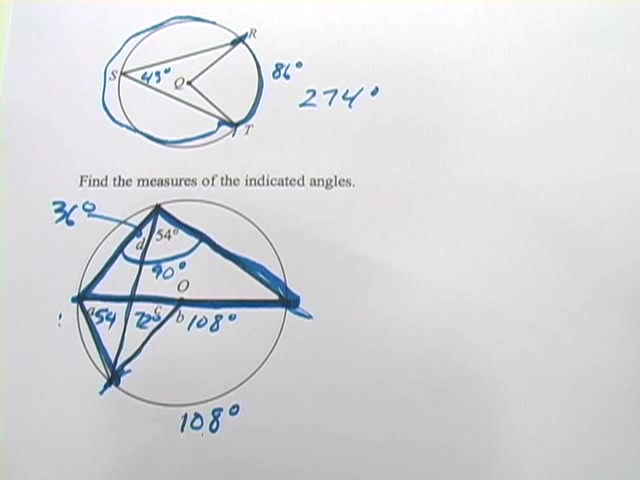 R
86°
S 43° Q
274°
T
Find the measures of the indicated angles.
36°
d 54°
90°
O
a 54 72° c b 108°
108°